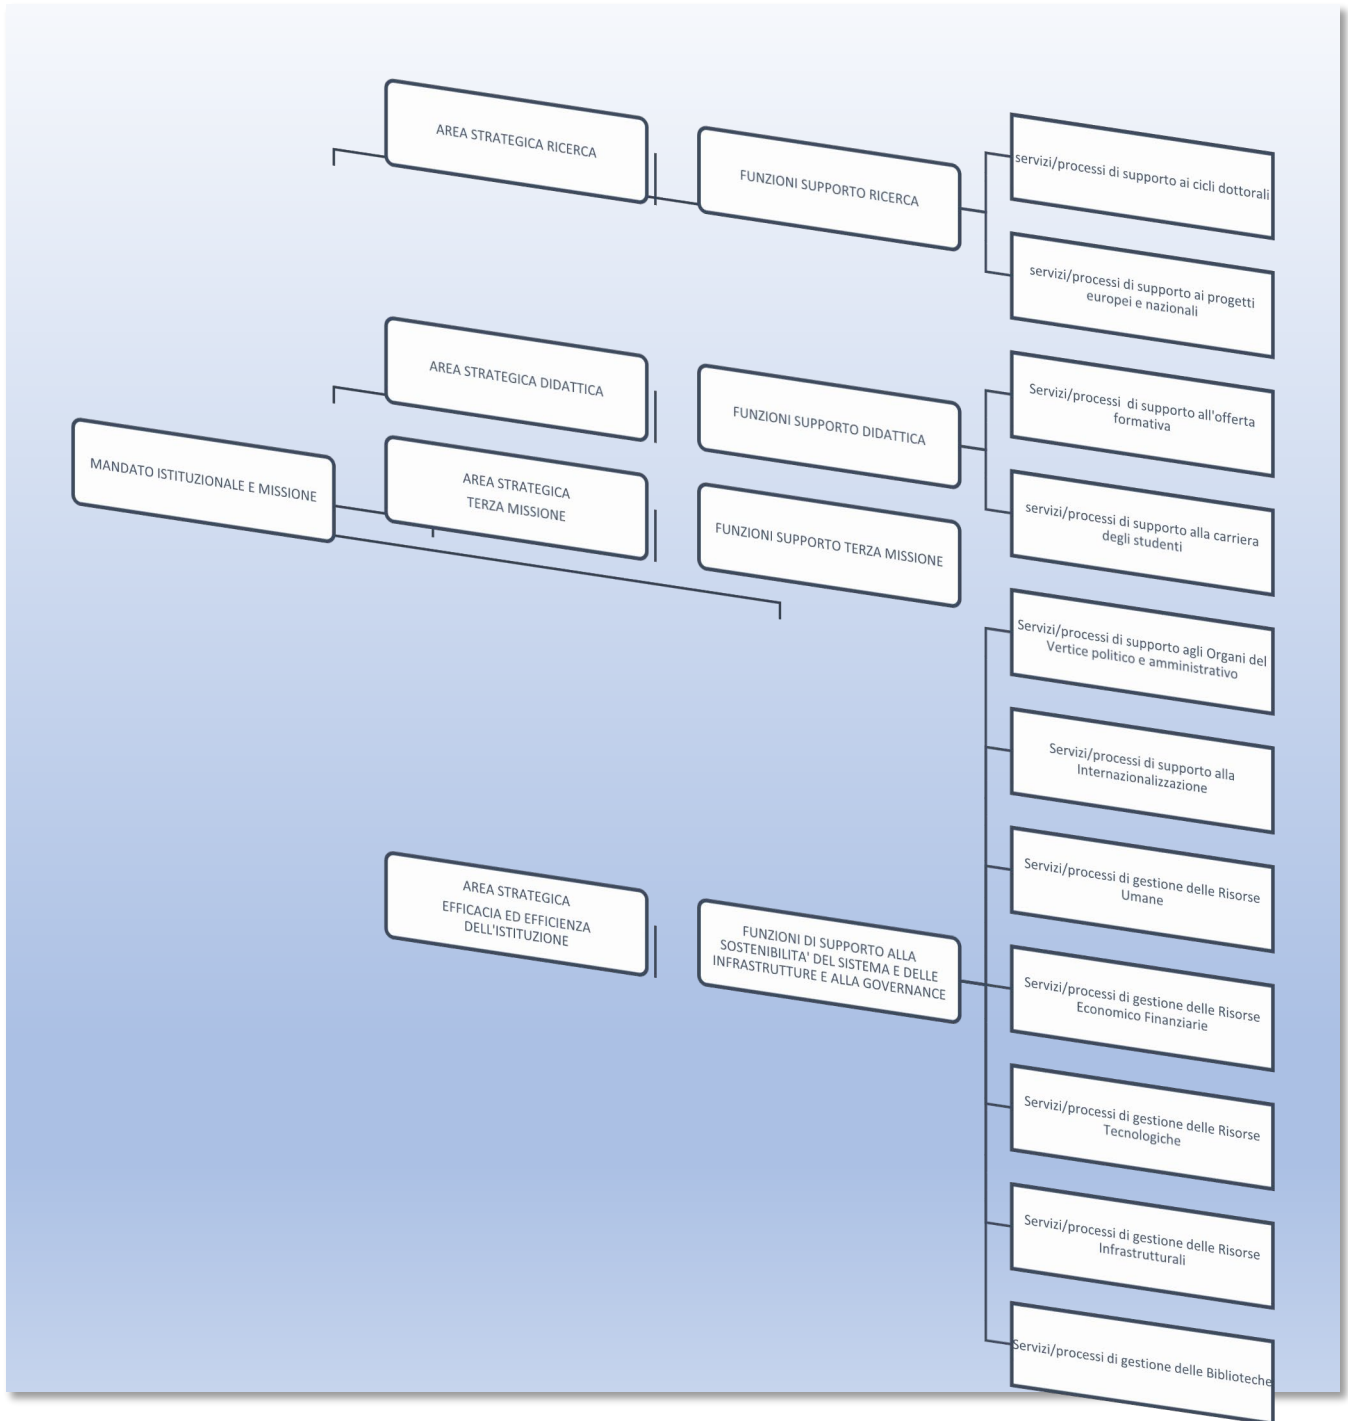 AREA STRATEGICA RICERCA
FUNZIONI SUPPORTO RICERCA
servizi/processi di supporto ai cicli dottorali
servizi/processi di supporto ai progetti
europei e nazionali
AREA STRATEGICA DIDATTICA
FUNZIONI SUPPORTO DIDATTICA
Servizi/processi  di supporto all'offerta
formativa
servizi/processi di supporto alla carriera
degli studenti
MANDATO ISTITUZIONALE E MISSIONE
AREA STRATEGICA
TERZA MISSIONE
FUNZIONI SUPPORTO TERZA MISSIONE
Servizi/processi di supporto agli Organi del
Vertice politico e amministrativo
Servizi/processi di supporto alla
Internazionalizzazione
Servizi/processi di gestione delle Risorse
Umane
AREA STRATEGICA
EFFICACIA ED EFFICIENZA
DELL'ISTITUZIONE
FUNZIONI DI SUPPORTO ALLA
SOSTENIBILITA' DEL SISTEMA E DELLE
INFRASTRUTTURE E ALLA GOVERNANCE
Servizi/processi di gestione delle Risorse
Economico Finanziarie
Servizi/processi di gestione delle Risorse
Tecnologiche
Servizi/processi di gestione delle Risorse
Infrastrutturali
Servizi/processi di gestione delle Biblioteche